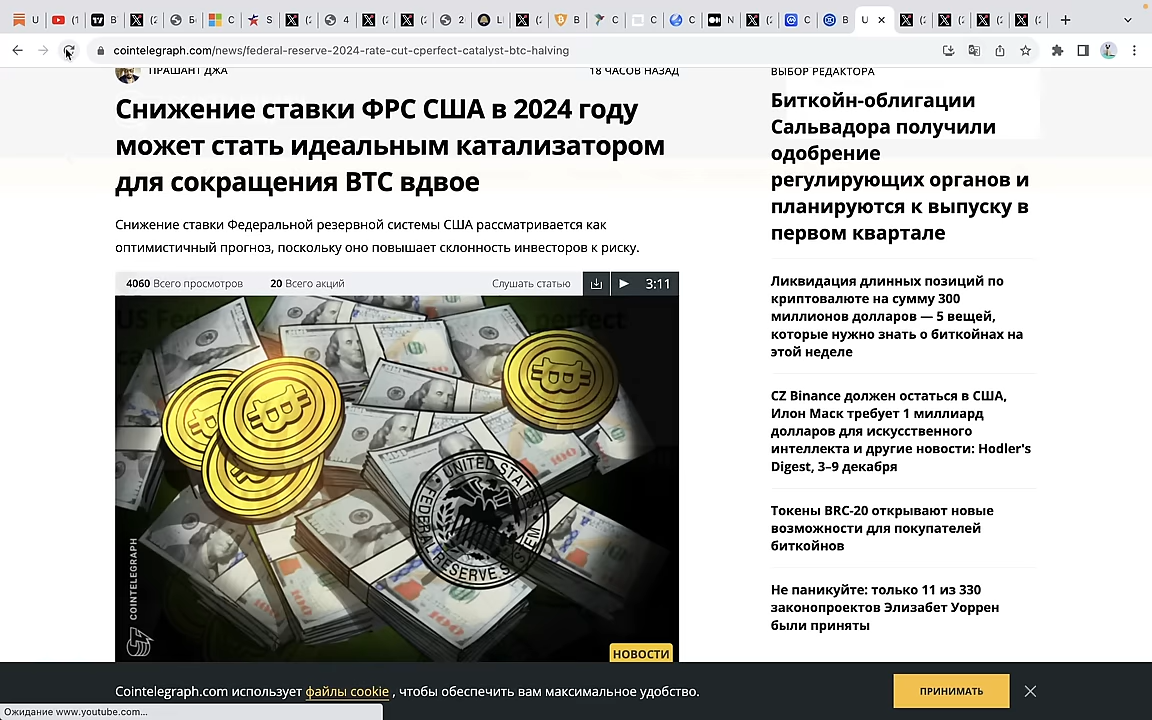 cointelegraph.com/news/federal-reserve-2024-rate-cut-cperfect-catalyst-btc-halving
ПРАШАНТ ДЖА
18 ЧАСОВ НАЗАД
Снижение ставки ФРС США в 2024 году
может стать идеальным катализатором
для сокращения BTC вдвое
Снижение ставки Федеральной резервной системы США рассматривается как
оптимистичный прогноз, поскольку оно повышает склонность инвесторов к риску.
4060 Всего просмотров
20 Всего акций
Слушать статью
3:11
UNITED STATES
FEDERAL RESERVE SYSTEM
COINTELEGRAPH
НОВОСТИ
ВЫБОР РЕДАКТОРА
Биткойн-облигации
Сальвадора получили
одобрение
регулирующих органов и
планируются к выпуску в
первом квартале
Ликвидация длинных позиций по
криптовалюте на сумму 300
миллионов долларов — 5 вещей,
которые нужно знать о биткойнах на
этой неделе
CZ Binance должен остаться в США,
Илон Маск требует 1 миллиард
долларов для искусственного
интеллекта и другие новости: Hodler's
Digest, 3–9 декабря
Токены BRC-20 открывают новые
возможности для покупателей
биткойнов
Не паникуйте: только 11 из 330
законопроектов Элизабет Уоррен
были приняты
Cointelegraph.com использует файлы cookie , чтобы обеспечить вам максимальное удобство.
ПРИНИМАТЬ
Ожидание www.youtube.com...